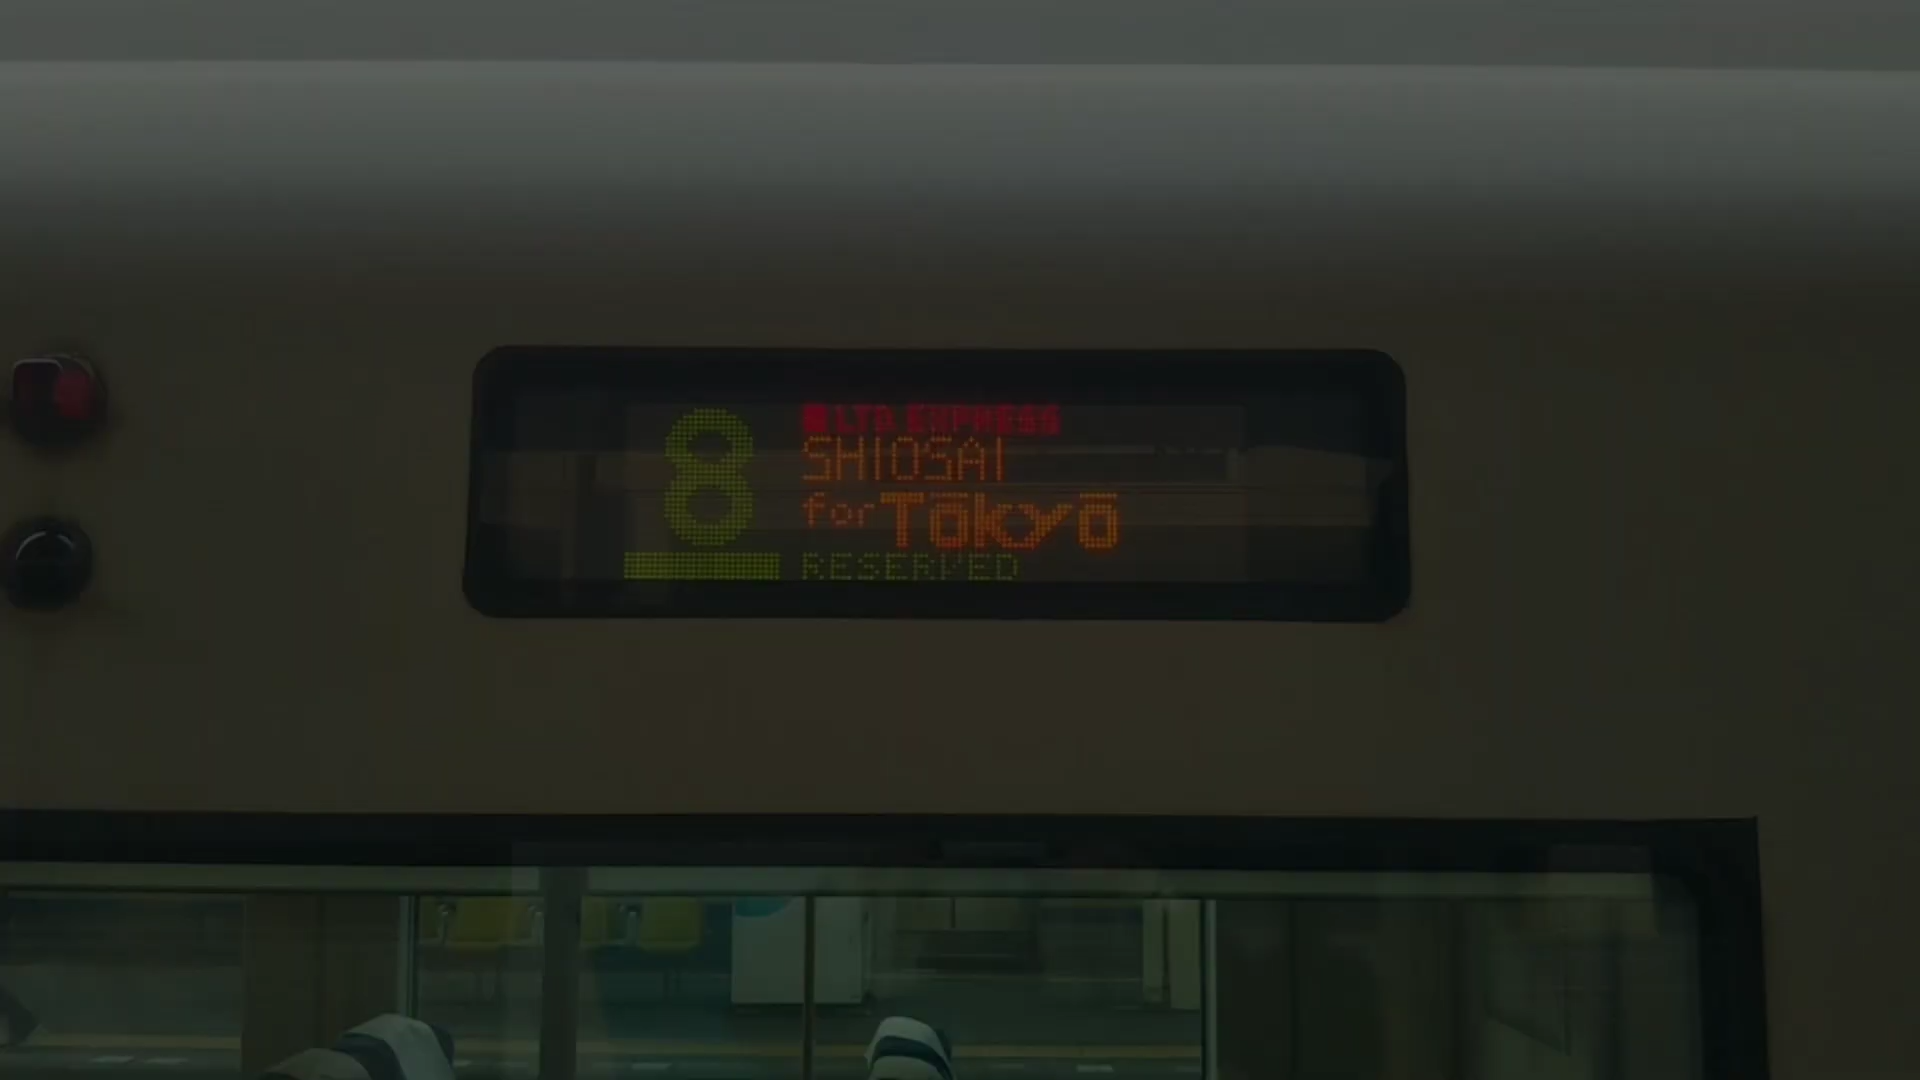 8
LTD. EXPRESS
SHIOSAI
for Tōkyō
RESERVED